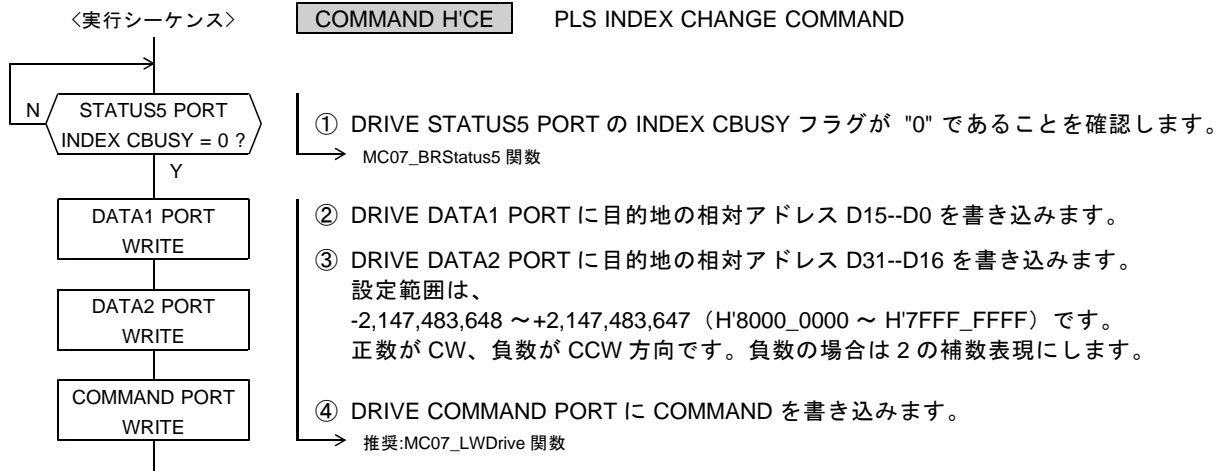 〈実行シーケンス〉
COMMAND H'CE PLS INDEX CHANGE COMMAND
N
STATUS5 PORT
INDEX CBUSY = 0 ?
Y
① DRIVE STATUS5 PORT の INDEX CBUSY フラグが "0" であることを確認します。
MC07_BRStatus5 関数
DATA1 PORT
WRITE
② DRIVE DATA1 PORT に目的地の相対アドレス D15--D0 を書き込みます。
③ DRIVE DATA2 PORT に目的地の相対アドレス D31--D16 を書き込みます。
設定範囲は、
-2,147,483,648 ～+2,147,483,647（H'8000_0000 ～ H'7FFF_FFFF）です。
正数が CW、負数が CCW 方向です。負数の場合は 2 の補数表現にします。
DATA2 PORT
WRITE
COMMAND PORT
WRITE
④ DRIVE COMMAND PORT に COMMAND を書き込みます。
推奨:MC07_LWDrive 関数